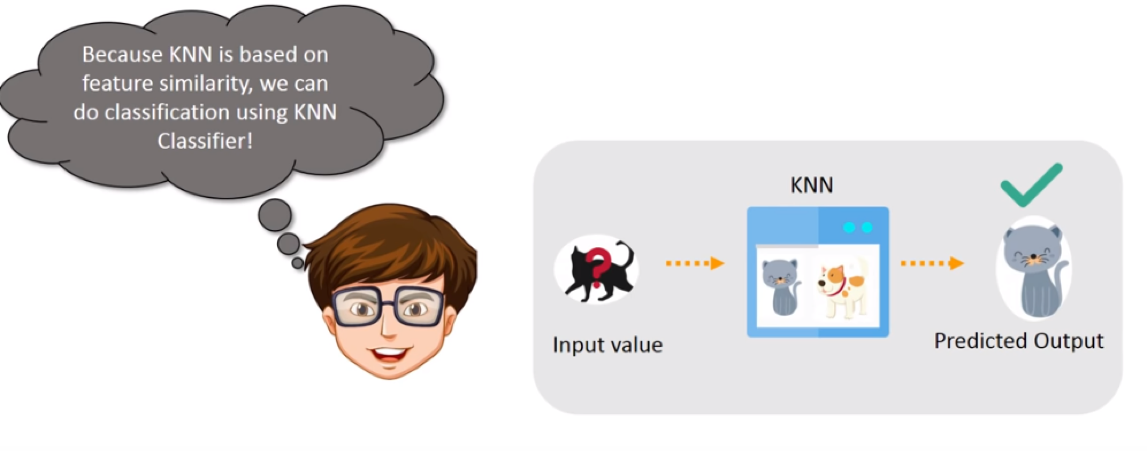 Because KNN is based on
feature similarity, we can
do classification using KNN
Classifier!
KNN
?
Input value
Predicted Output